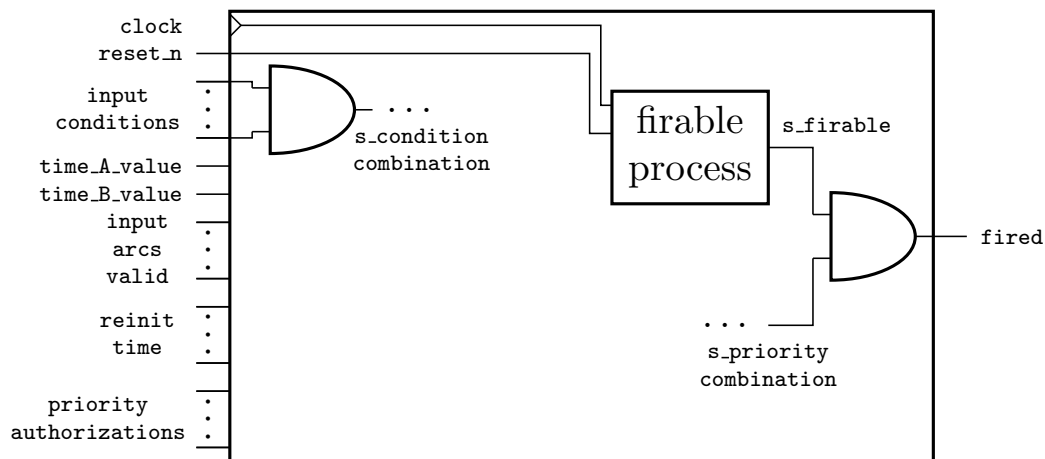 clock
reset_n
input
conditions
time_A_value
time_B_value
input
arcs
valid
reinit
time
priority
authorizations
s_condition
combination
firable
process
s_firable
fired
s_priority
combination